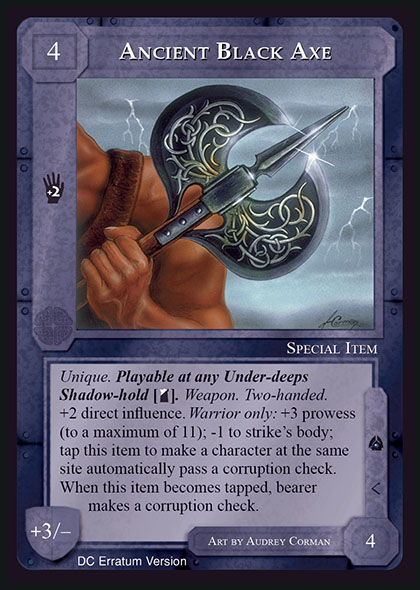 4
ANCIENT BLACK AXE
+2
SPECIAL ITEM
Unique. Playable at any Under-deeps
Shadow-hold []. Weapon. Two-handed.
+2 direct influence. Warrior only: +3 prowess
(to a maximum of 11); -1 to strike's body;
tap this item to make a character at the same
site automatically pass a corruption check.
When this item becomes tapped, bearer
makes a corruption check.
+3/–
ART BY AUDREY CORMAN
4
DC Erratum Version